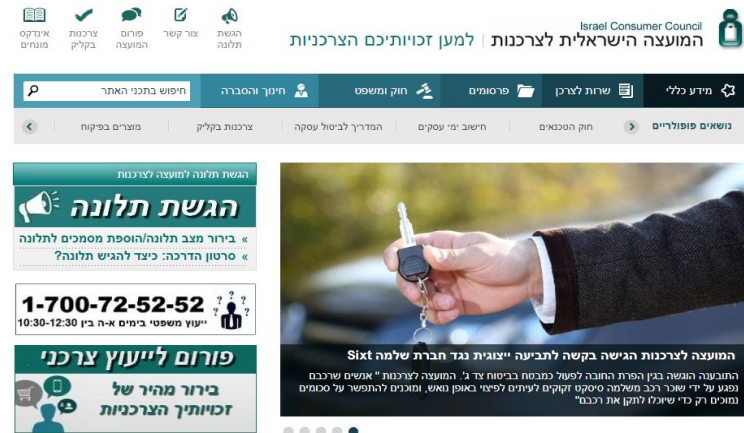 Israel Consumer Council
המועצה הישראלית לצרכנות | למען זכויותיכם הצרכניות
הגשת תלונה
צור קשר
פורום המועצה
צרכנות בקליק
אינדקס מונחים
מידע כללי
שרות לצרכן
פרסומים
חוק ומשפט
חינוך והסברה
חיפוש בתכני האתר
נושאים פופולריים
חוק הטכנאים
חישוב ימי עסקים
המדריך לביטול עסקה
צרכנות בקליק
מוצרים בפיקוח
המועצה לצרכנות הגישה בקשה לתביעה ייצוגית נגד חברת שלמה Sixt
התובענה הוגשה בגין הפרת החובה לפעול כמבטח בביטוח צד ג'. המועצה לצרכנות " אנשים שרכבם
נפגע על ידי שוכר רכב משלמה סיקסט זקוקים לעיתים לפיצוי באופן נואש, ומוכנים להתפשר על סכומים
נמוכים רק כדי שיוכלו לתקן את רכבם"
הגשת תלונה למועצה לצרכנות
הגשת תלונה
» בירור מצב תלונה/הוספת מסמכים לתלונה
» סרטון הדרכה: כיצד להגיש תלונה?
1-700-72-52-52
ייעוץ משפטי בימים א-ה בין 10:30-12:30
פורום לייעוץ צרכני
בירור מהיר של
זכויותיך הצרכניות